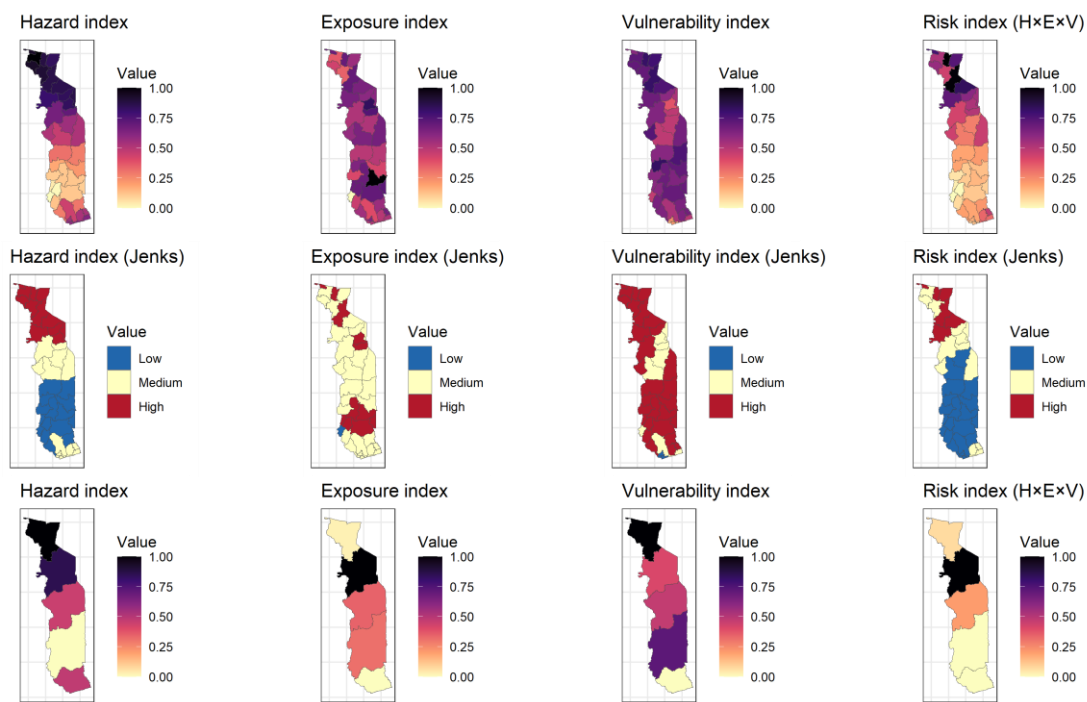 Hazard index
Exposure index
Vulnerability index
Risk index (H×E×V)
Value
1.00
0.75
0.50
0.25
0.00
Value
1.00
0.75
0.50
0.25
0.00
Value
1.00
0.75
0.50
0.25
0.00
Value
1.00
0.75
0.50
0.25
0.00
Hazard index (Jenks)
Exposure index (Jenks)
Vulnerability index (Jenks)
Risk index (Jenks)
Value
Low
Medium
High
Value
Low
Medium
High
Value
Low
Medium
High
Value
Low
Medium
High
Hazard index
Exposure index
Vulnerability index
Risk index (H×E×V)
Value
1.00
0.75
0.50
0.25
0.00
Value
1.00
0.75
0.50
0.25
0.00
Value
1.00
0.75
0.50
0.25
0.00
Value
1.00
0.75
0.50
0.25
0.00